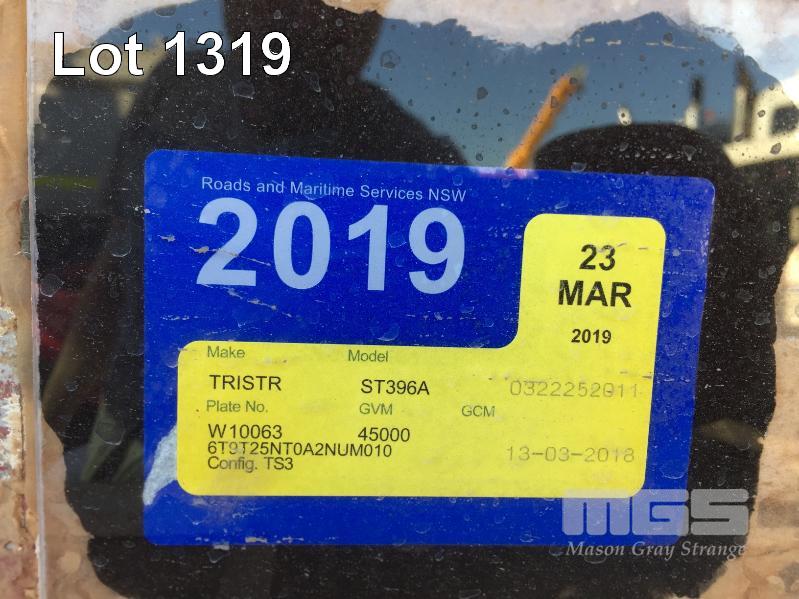 Lot 1319
Roads and Maritime Services NSW
2019
23
MAR
2019
Make Model
TRISTR ST396A 0322252011
Plate No. GVM GCM
W10063 45000
6T9T25NT0A2NUM010 13-03-2018
Config. TS3
MGS
Mason Gray Strange